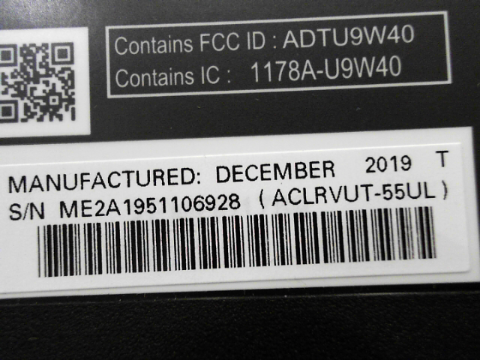 Contains FCC ID : ADTU9W40
Contains IC : 1178A-U9W40
MANUFACTURED: DECEMBER 2019 T
S/N ME2A1951106928 (ACLRVUT-55UL)